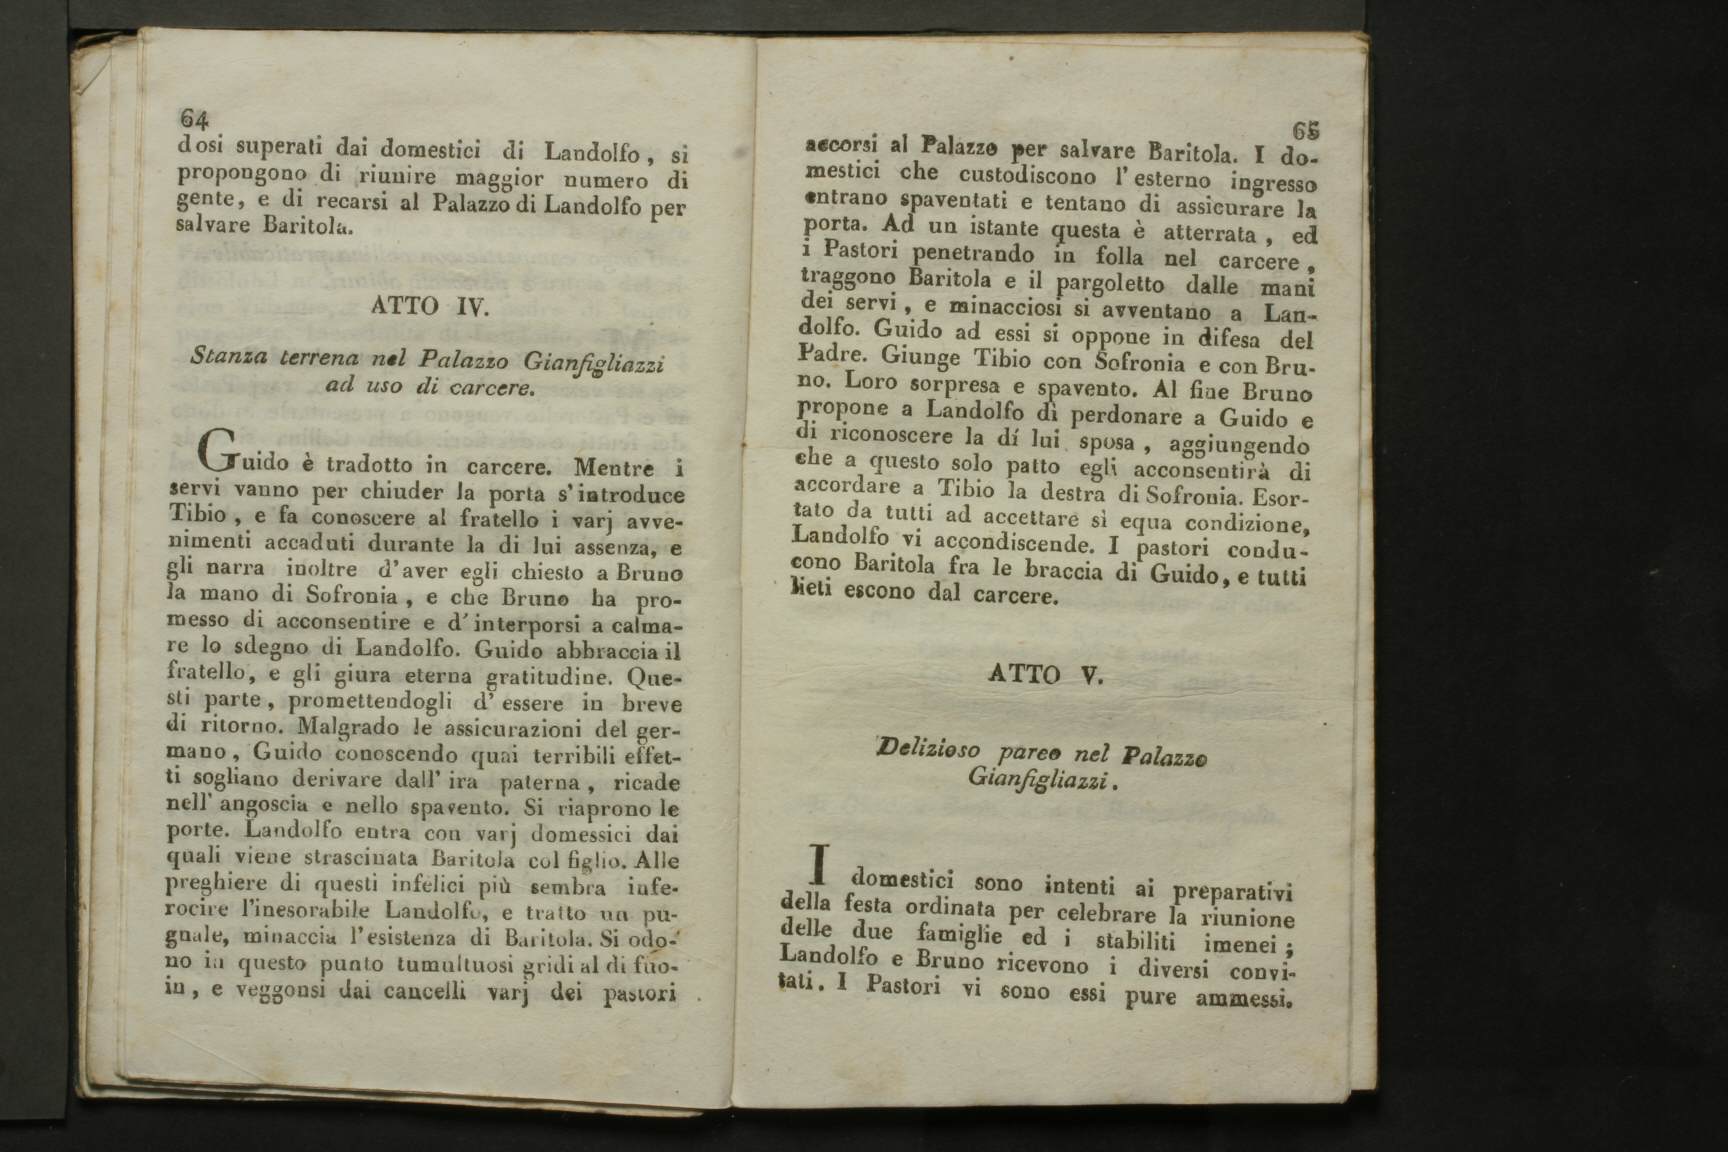 64
dosi superati dai domestici di Landolfo, si
propongono di riunire maggior numero di
gente, e di recarsi al Palazzo di Landolfo per
salvare Baritola.
ATTO IV.
Stanza terrena nel Palazzo Gianfigliazzi
ad uso di carcere.
Guido è tradotto in carcere. Mentre i
servi vanno per chiuder la porta s'introduce
Tibio, e fa conoscere al fratello i varj avve-
nimenti accaduti durante la di lui assenza, e
gli narra inoltre d'aver egli chiesto a Bruno
la mano di Sofronia, e che Bruno ha pro-
messo di acconsentire e d'interporsi a calma-
re lo sdegno di Landolfo. Guido abbraccia il
fratello, e gli giura eterna gratitudine. Que-
sti parte, promettendogli d'essere in breve
di ritorno. Malgrado le assicurazioni del ger-
mano, Guido conoscendo quai terribili effet-
ti sogliano derivare dall'ira paterna, ricade
nell'angoscia e nello spavento. Si riaprono le
porte. Landolfo entra con varj domessici dai
quali viene strascinata Baritola col figlio. Alle
preghiere di questi infelici più sembra infe-
rocire l'inesorabile Landolfo, e tratto un pu-
gnale, minaccia l'esistenza di Baritola. Si odo-
no in questo punto tumultuosi gridi al di fuo-
in, e veggonsi dai cancelli varj dei pastori
65
accorsi al Palazzo per salvare Baritola. I do-
mestici che custodiscono l'esterno ingresso
entrano spaventati e tentano di assicurare la
porta. Ad un istante questa è atterrata, ed
i Pastori penetrando in folla nel carcere,
traggono Baritola e il pargoletto dalle mani
dei servi, e minacciosi si avventano a Lan-
dolfo. Guido ad essi si oppone in difesa del
Padre. Giunge Tibio con Sofronia e con Bru-
no. Loro sorpresa e spavento. Al fine Bruno
propone a Landolfo di perdonare a Guido e
di riconoscere la dí lui sposa, aggiungendo
che a questo solo patto egli acconsentirà di
accordare a Tibio la destra di Sofronia. Esor-
tato da tutti ad accettare sì equa condizione,
Landolfo vi accondiscende. I pastori condu-
cono Baritola fra le braccia di Guido, e tutti
lieti escono dal carcere.
ATTO V.
Delizioso parco nel Palazzo
Gianfigliazzi.
I domestici sono intenti ai preparativi
della festa ordinata per celebrare la riunione
delle due famiglie ed i stabiliti imenei;
Landolfo e Bruno ricevono i diversi convi-
tati. I Pastori vi sono essi pure ammessi.